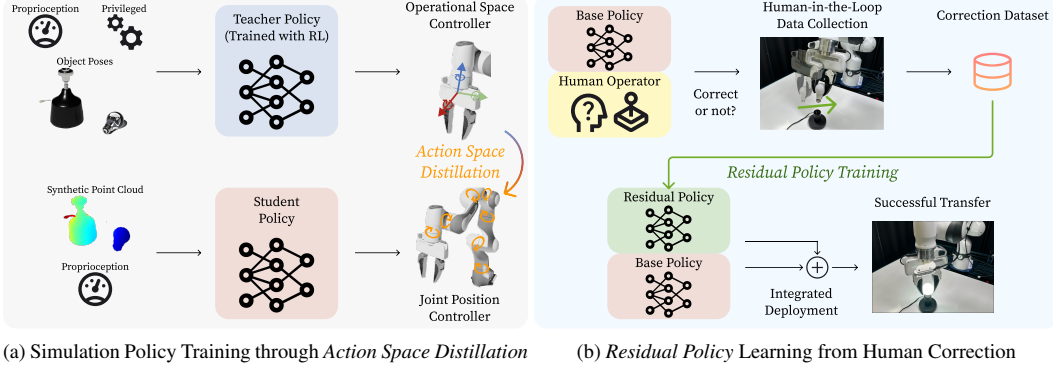 Proprioception
Privileged
Object Poses
Teacher Policy
(Trained with RL)
Operational Space
Controller
Action Space
Distillation
Synthetic Point Cloud
Proprioception
Student
Policy
Joint Position
Controller
(a) Simulation Policy Training through Action Space Distillation
Base Policy
Human Operator
?
Correct
or not?
Human-in-the-Loop
Data Collection
Correction Dataset
Residual Policy Training
Residual Policy
Base Policy
Integrated
Deployment
Successful Transfer
(b) Residual Policy Learning from Human Correction